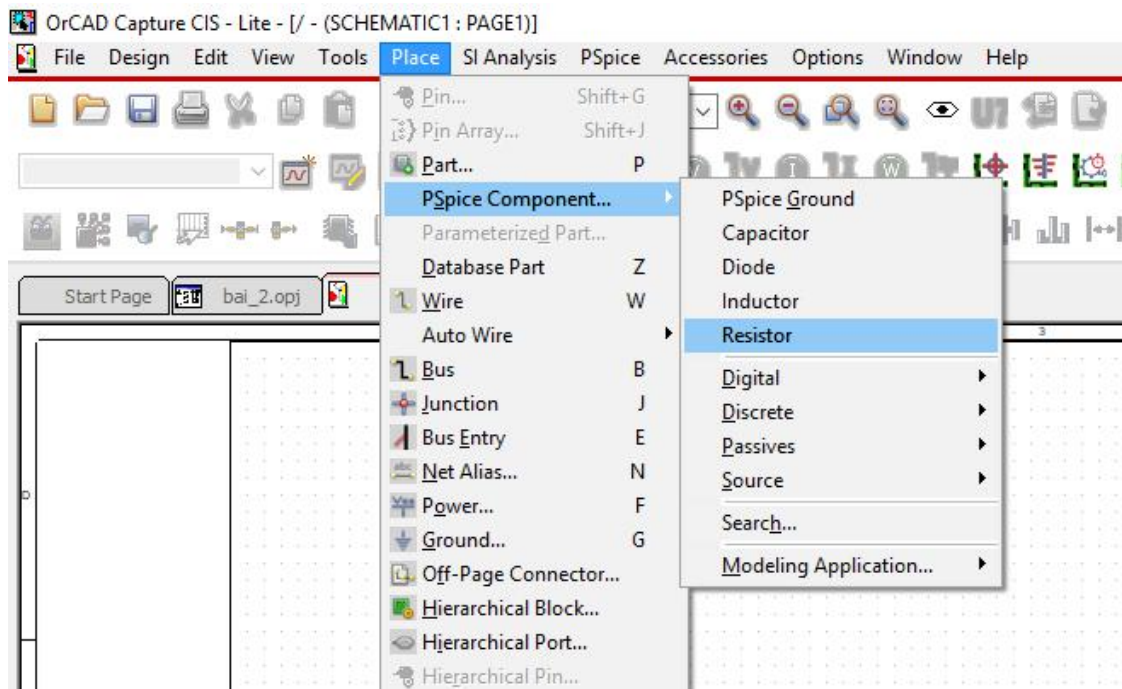 OrCAD Capture CIS - Lite - [/ - (SCHEMATIC1 : PAGE1)]
File Design Edit View Tools Place SI Analysis PSpice Accessories Options Window Help
Pin... Shift+G
Pin Array... Shift+J
Part... P
PSpice Component...
Parameterized Part...
Database Part Z
Wire W
Auto Wire
Bus B
Junction J
Bus Entry E
Net Alias... N
Power... F
Ground... G
Off-Page Connector...
Hierarchical Block...
Hierarchical Port...
Hierarchical Pin...
PSpice Ground
Capacitor
Diode
Inductor
Resistor
Digital
Discrete
Passives
Source
Search...
Modeling Application...
Start Page bai_2.opj
3
D